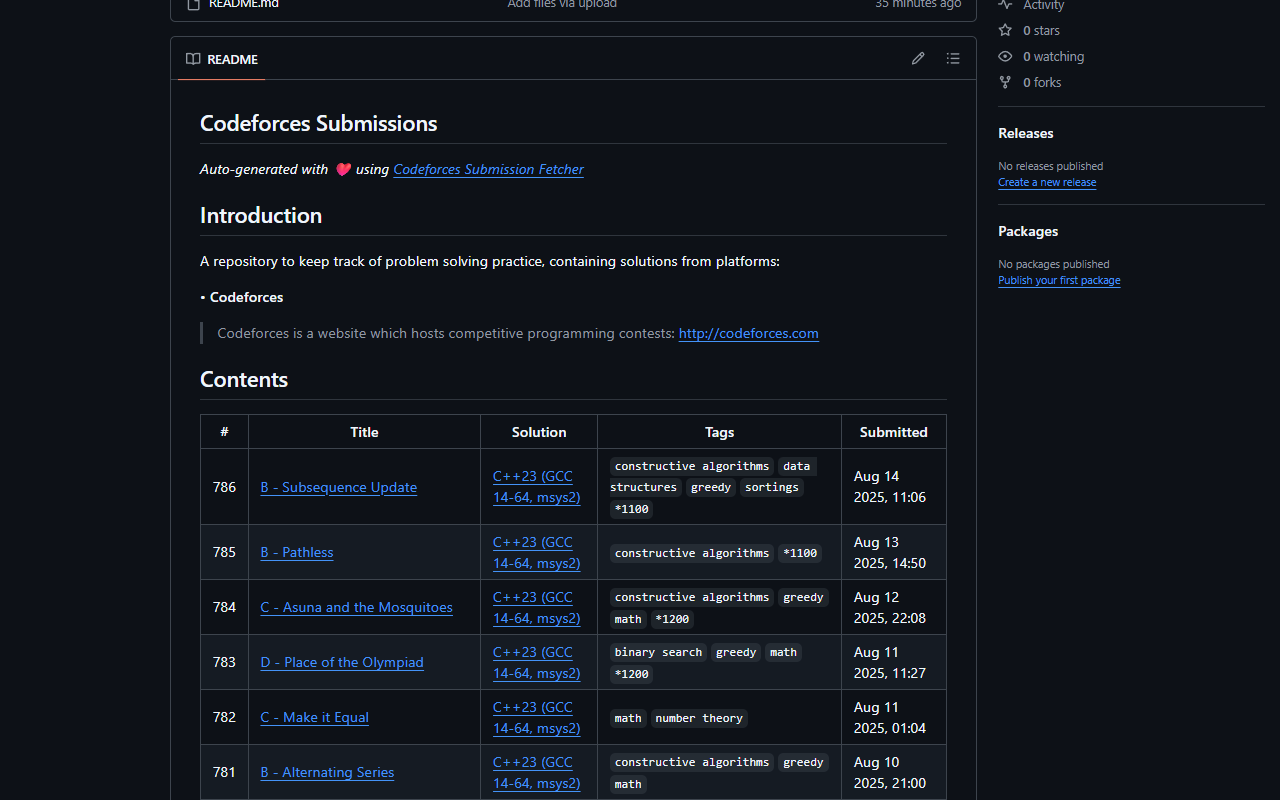 README.md Add files via upload 35 minutes ago
Activity
0 stars
0 watching
0 forks
README
Codeforces Submissions
Auto-generated with ❤️ using Codeforces Submission Fetcher
Introduction
A repository to keep track of problem solving practice, containing solutions from platforms:
• Codeforces
Codeforces is a website which hosts competitive programming contests: http://codeforces.com
Contents
# Title Solution Tags Submitted
786 B - Subsequence Update C++23 (GCC 14-64, msys2) constructive algorithms data structures greedy sortings *1100 Aug 14 2025, 11:06
785 B - Pathless C++23 (GCC 14-64, msys2) constructive algorithms *1100 Aug 13 2025, 14:50
784 C - Asuna and the Mosquitoes C++23 (GCC 14-64, msys2) constructive algorithms greedy math *1200 Aug 12 2025, 22:08
783 D - Place of the Olympiad C++23 (GCC 14-64, msys2) binary search greedy math *1200 Aug 11 2025, 11:27
782 C - Make it Equal C++23 (GCC 14-64, msys2) math number theory Aug 11 2025, 01:04
781 B - Alternating Series C++23 (GCC 14-64, msys2) constructive algorithms greedy math Aug 10 2025, 21:00
Releases
No releases published
Create a new release
Packages
No packages published
Publish your first package